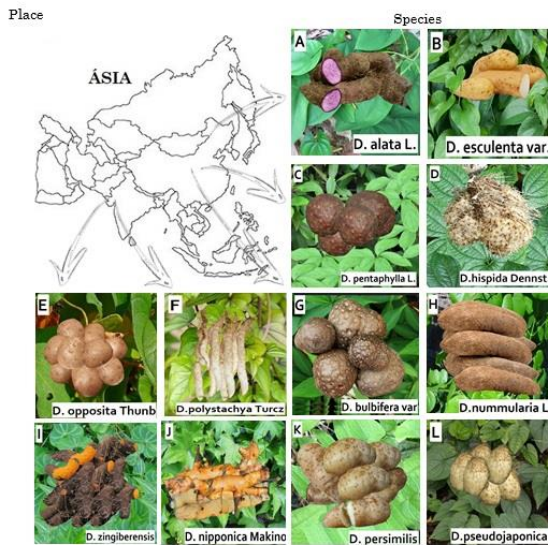 Place
Species
ÁSIA
A
D. alata L.
B
D. esculenta var.
C
D. pentaphylla L.
D
D.hispida Dennst
E
D. opposita Thunb
F
D.polystachya Turcz
G
D. bulbifera var
H
D. nummularia L
I
D. zingiberensis
J
D. nipponica Makino
K
D. persimilis
L
D.pseudojaponica